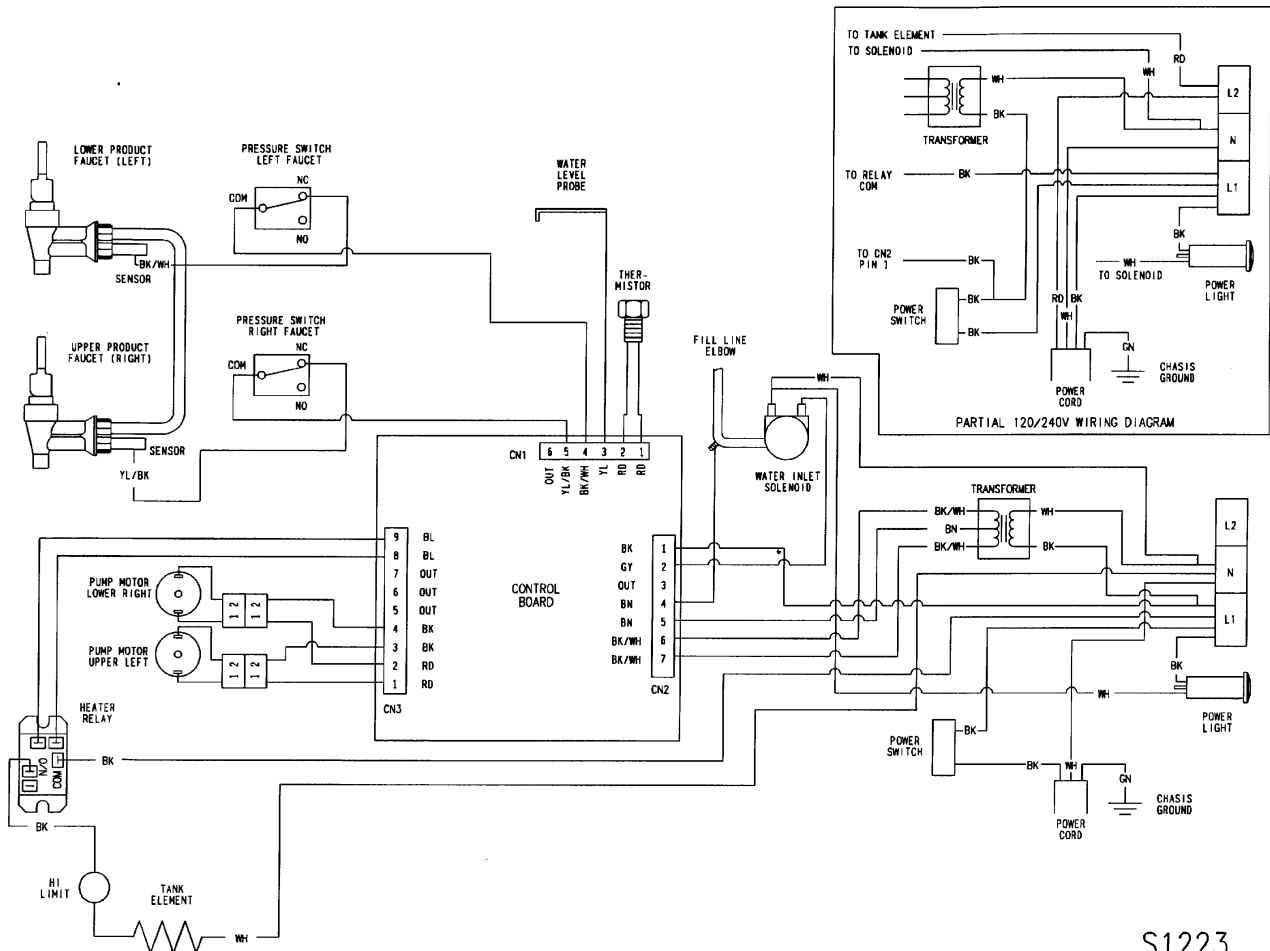 TO TANK ELEMENT
TO SOLENOID
RD
WH
WH
L2
BK
TRANSFORMER
N
TO RELAY
COM
BK
L1
BK
TO CN2
PIN 1
BK
WH
TO SOLENOID
POWER
LIGHT
BK
POWER
SWITCH
BK
RD
WH
BK
GN
CHASIS
GROUND
POWER
CORD
PARTIAL 120/240V WIRING DIAGRAM
LOWER PRODUCT
FAUCET (LEFT)
PRESSURE SWITCH
LEFT FAUCET
NC
COM
NO
BK/WH
SENSOR
WATER
LEVEL
PROBE
THER-
MISTOR
UPPER PRODUCT
FAUCET (RIGHT)
PRESSURE SWITCH
RIGHT FAUCET
NC
COM
NO
SENSOR
YL/BK
FILL LINE
ELBOW
WH
WATER INLET
SOLENOID
CN1
6 5 4 3 2 1
OUT
YL/BK
BK/WH
YL
RD
RD
TRANSFORMER
BK/WH
WH
BN
BK/WH
BK
L2
N
L1
9 BL
8 BL
7 OUT
6 OUT
5 OUT
4 BK
3 BK
2 RD
1 RD
CN3
CONTROL
BOARD
BK 1
GY 2
OUT 3
BN 4
BN 5
BK/WH 6
BK/WH 7
CN2
PUMP MOTOR
LOWER RIGHT
1 2
1 2
PUMP MOTOR
UPPER LEFT
1 2
1 2
HEATER
RELAY
N/O
COM
BK
BK
HI
LIMIT
TANK
ELEMENT
WH
BK
WH
POWER
LIGHT
POWER
SWITCH
BK
BK
WH
GN
CHASIS
GROUND
POWER
CORD
S1223